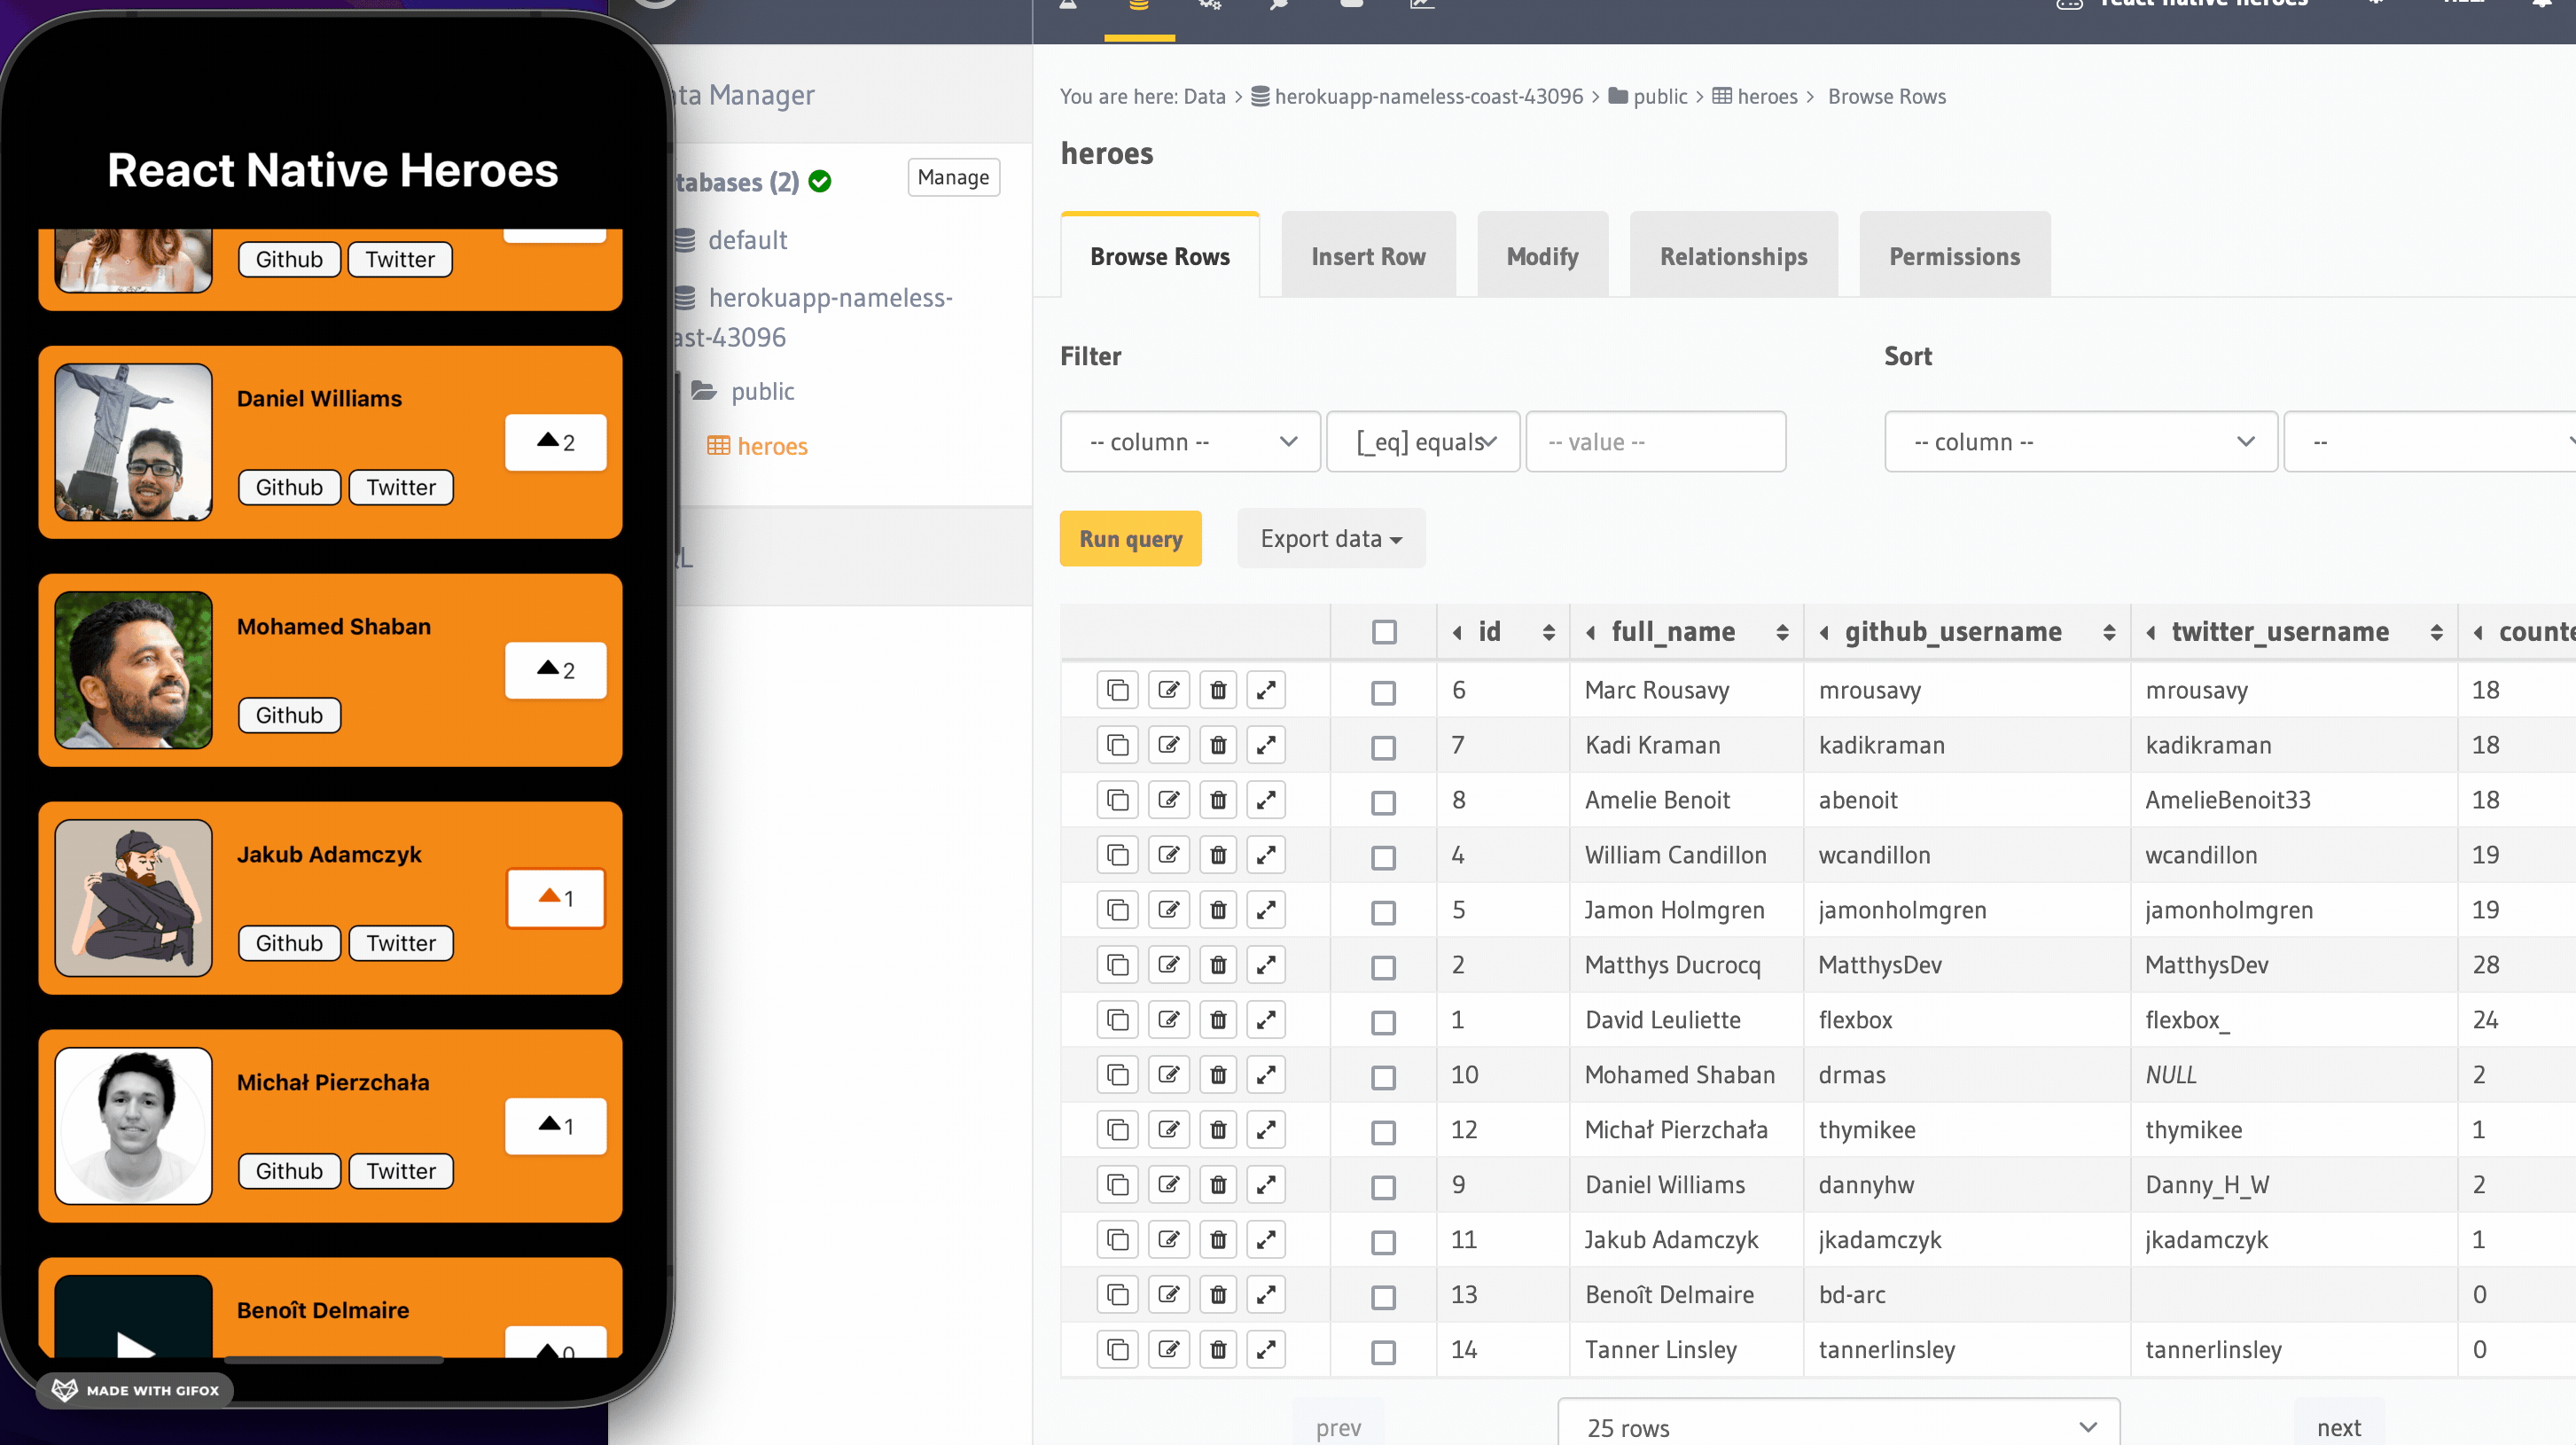 React Native Heroes
Github Twitter
Daniel Williams
2
Github Twitter
Mohamed Shaban
2
Github
Jakub Adamczyk
1
Github Twitter
Michał Pierzchała
1
Github Twitter
Benoît Delmaire
0
MADE WITH GIFOX
Manager
(2)
Manage
default
herokuapp-nameless-
-43096
public
heroes
react-native-heroes
You are here: Data > herokuapp-nameless-coast-43096 > public > heroes > Browse Rows
heroes
Browse Rows Insert Row Modify Relationships Permissions
Filter Sort
-- column -- [_eq] equals -- value -- -- column -- --
Run query Export data
id full_name github_username twitter_username
6 Marc Rousavy mrousavy mrousavy 18
7 Kadi Kraman kadikraman kadikraman 18
8 Amelie Benoit abenoit AmelieBenoit33 18
4 William Candillon wcandillon wcandillon 19
5 Jamon Holmgren jamonholmgren jamonholmgren 19
2 Matthys Ducrocq MatthysDev MatthysDev 28
1 David Leuliette flexbox flexbox_ 24
10 Mohamed Shaban drmas NULL 2
12 Michał Pierzchała thymikee thymikee 1
9 Daniel Williams dannyhw Danny_H_W 2
11 Jakub Adamczyk jkadamczyk jkadamczyk 1
13 Benoît Delmaire bd-arc 0
14 Tanner Linsley tannerlinsley tannerlinsley 0
prev 25 rows next